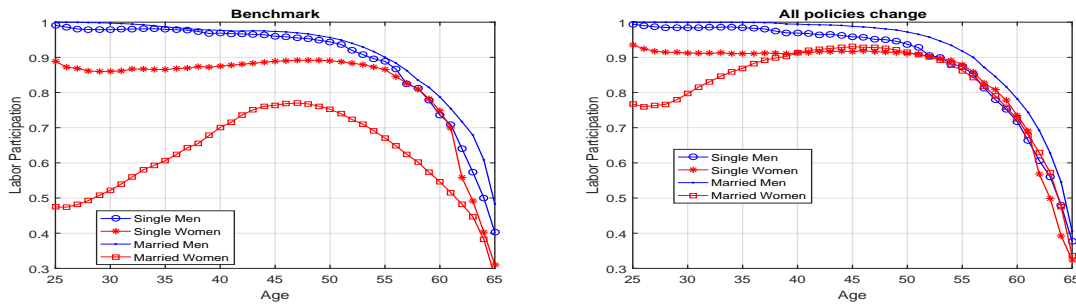 Benchmark
Labor Participation
1
0.9
0.8
0.7
0.6
0.5
0.4
0.3
Single Men
Single Women
Married Men
Married Women
25 30 35 40 45 50 55 60 65
Age
All policies change
Labor Participation
1
0.9
0.8
0.7
0.6
0.5
0.4
0.3
Single Men
Single Women
Married Men
Married Women
25 30 35 40 45 50 55 60 65
Age